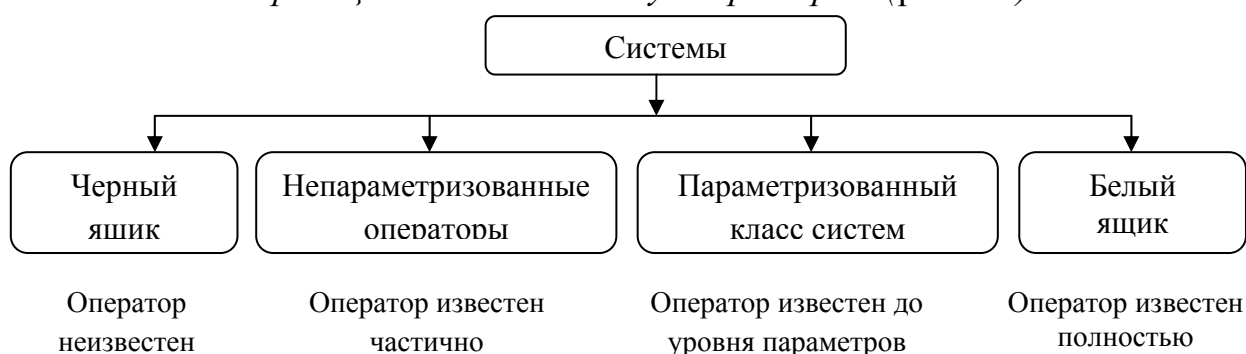 Системы
Черный
ящик
Непараметризованные
операторы
Параметризованный
класс систем
Белый
ящик
Оператор
неизвестен
Оператор известен
частично
Оператор известен до
уровня параметров
Оператор известен
полностью